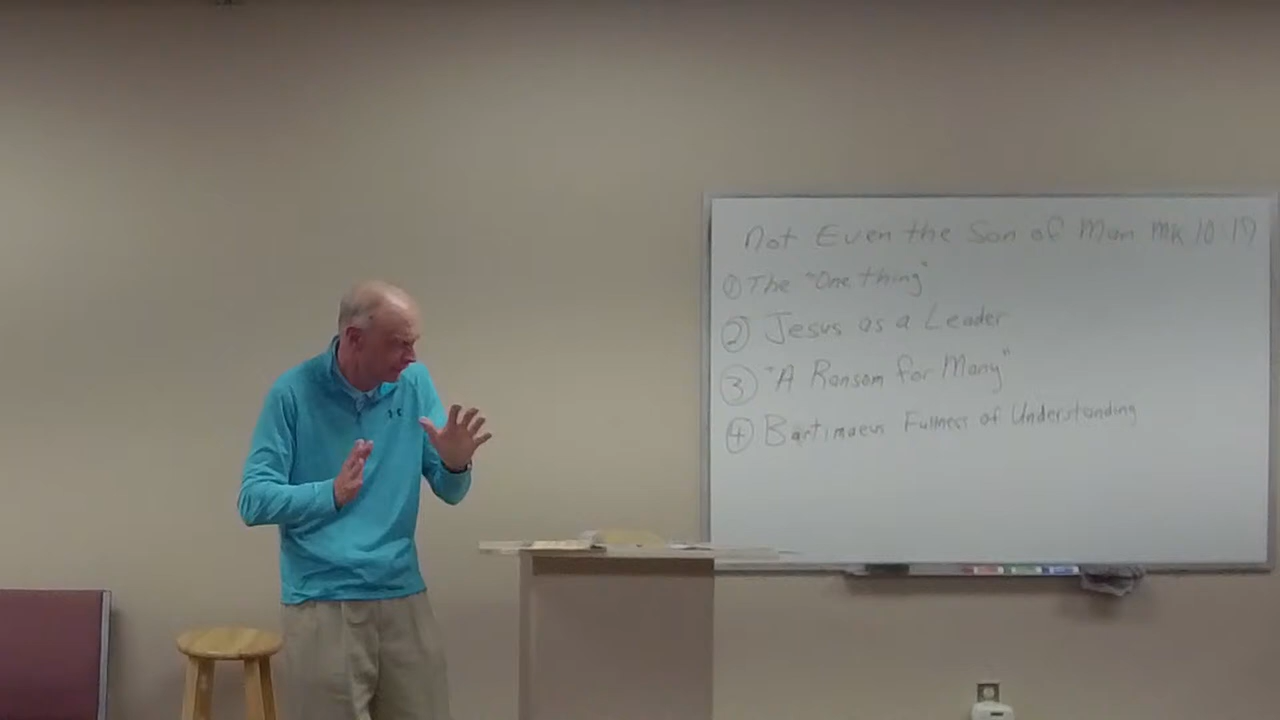 Not Even the Son of Man MK 10:17
① The "One thing"
② Jesus as a Leader
③ "A Ransom for Many"
④ Bartimaeus Fullness of Understanding